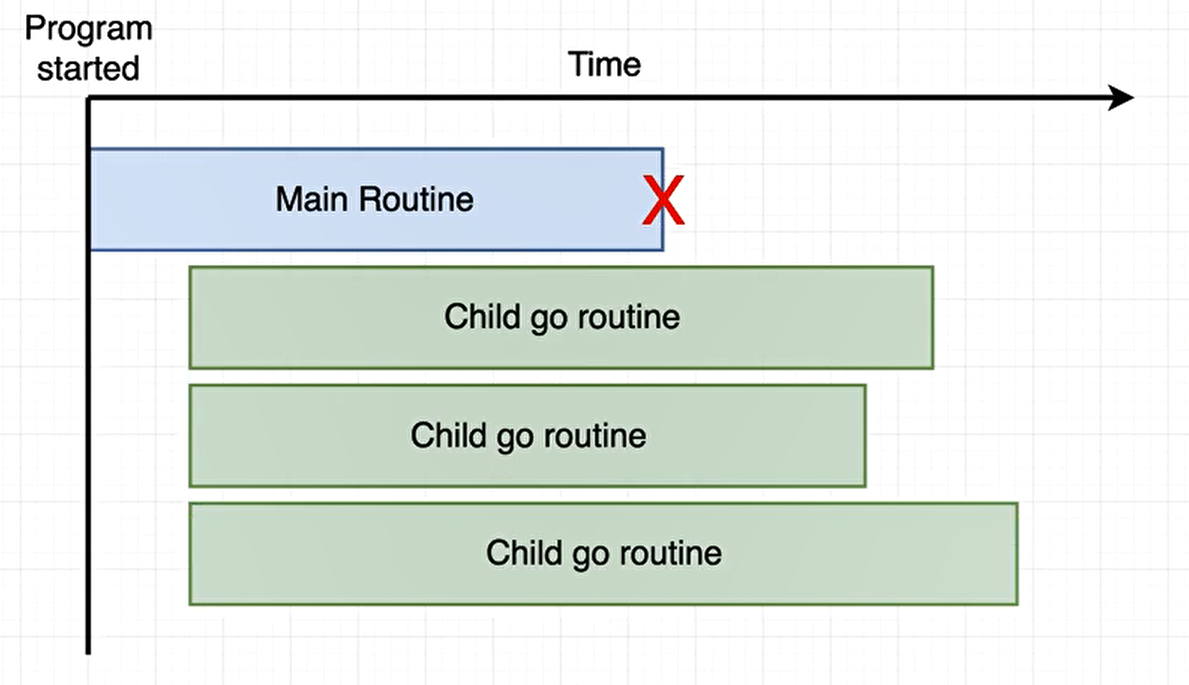 Program
started
Time
Main Routine
X
Child go routine
Child go routine
Child go routine